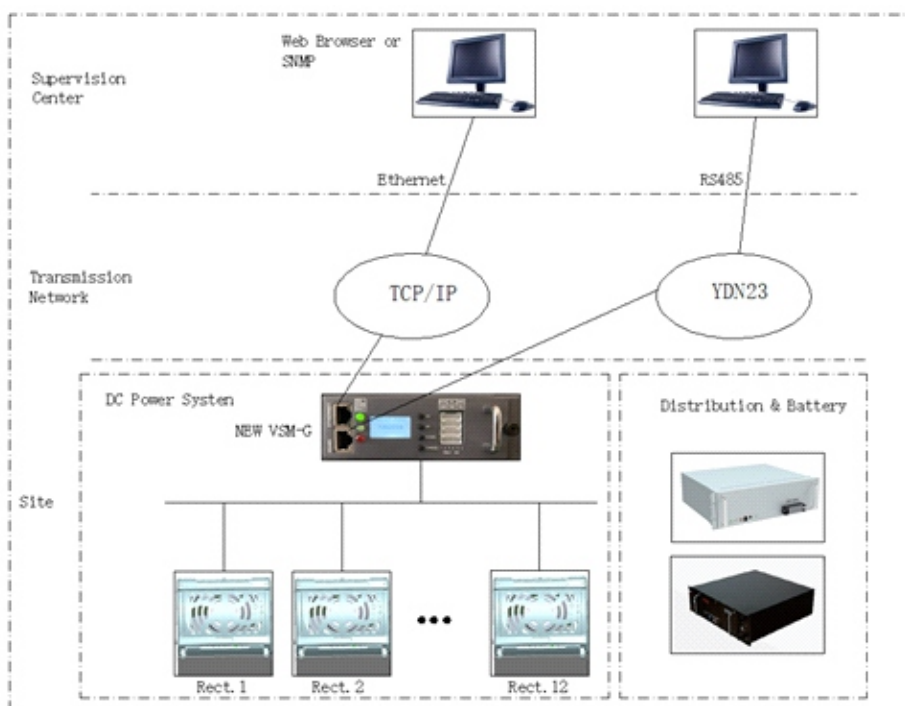 Web Browser or
SNMP
Supervision
Center
Ethernet
RS485
Transmission
Network
TCP/IP
YDN23
DC Power System
NEW VSM-G
Distribution & Battery
Site
Rect.1
Rect.2
Rect.12